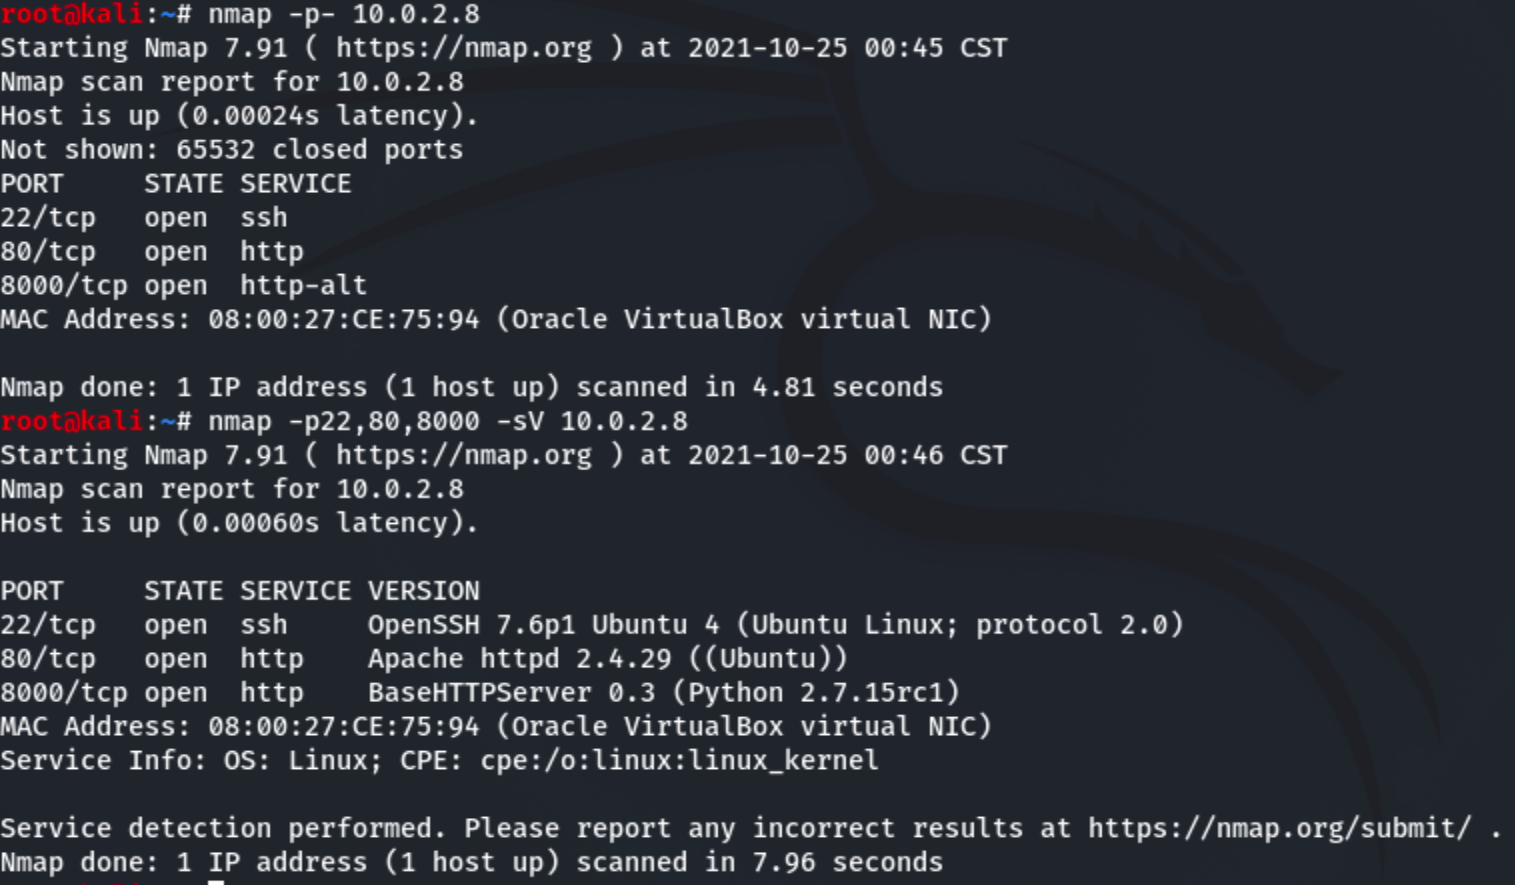 root@kali:~# nmap -p- 10.0.2.8
Starting Nmap 7.91 ( https://nmap.org ) at 2021-10-25 00:45 CST
Nmap scan report for 10.0.2.8
Host is up (0.00024s latency).
Not shown: 65532 closed ports
PORT     STATE SERVICE
22/tcp   open  ssh
80/tcp   open  http
8000/tcp open  http-alt
MAC Address: 08:00:27:CE:75:94 (Oracle VirtualBox virtual NIC)

Nmap done: 1 IP address (1 host up) scanned in 4.81 seconds
root@kali:~# nmap -p22,80,8000 -sV 10.0.2.8
Starting Nmap 7.91 ( https://nmap.org ) at 2021-10-25 00:46 CST
Nmap scan report for 10.0.2.8
Host is up (0.00060s latency).

PORT     STATE SERVICE VERSION
22/tcp   open  ssh     OpenSSH 7.6p1 Ubuntu 4 (Ubuntu Linux; protocol 2.0)
80/tcp   open  http    Apache httpd 2.4.29 ((Ubuntu))
8000/tcp open  http    BaseHTTPServer 0.3 (Python 2.7.15rc1)
MAC Address: 08:00:27:CE:75:94 (Oracle VirtualBox virtual NIC)
Service Info: OS: Linux; CPE: cpe:/o:linux:linux_kernel

Service detection performed. Please report any incorrect results at https://nmap.org/submit/ .
Nmap done: 1 IP address (1 host up) scanned in 7.96 seconds